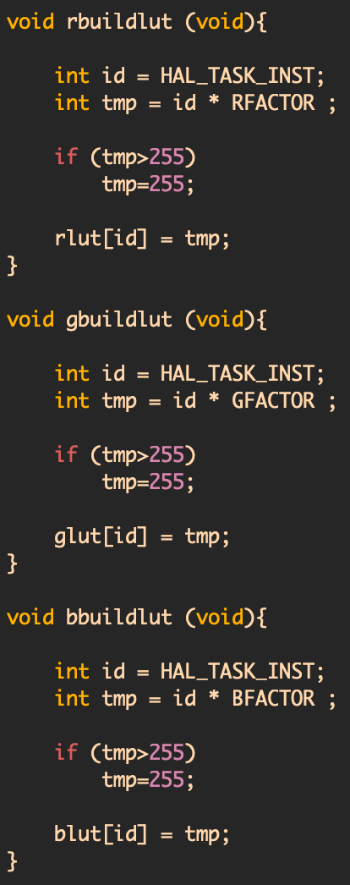 void rbuildlut (void){
int id = HAL_TASK_INST;
int tmp = id * RFACTOR ;
if (tmp>255)
tmp=255;
rlut[id] = tmp;
}
void gbuildlut (void){
int id = HAL_TASK_INST;
int tmp = id * GFACTOR ;
if (tmp>255)
tmp=255;
glut[id] = tmp;
}
void bbuildlut (void){
int id = HAL_TASK_INST;
int tmp = id * BFACTOR ;
if (tmp>255)
tmp=255;
blut[id] = tmp;
}